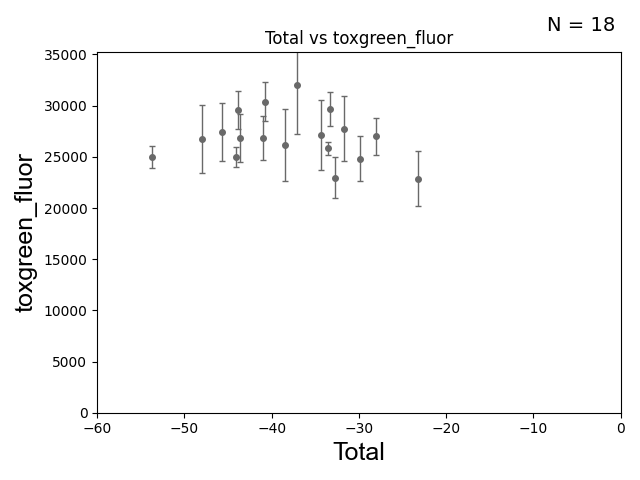 N = 18
Total vs toxgreen_fluor
35000
30000
25000
20000
15000
10000
5000
0
toxgreen_fluor
−60 −50 −40 −30 −20 −10 0
Total